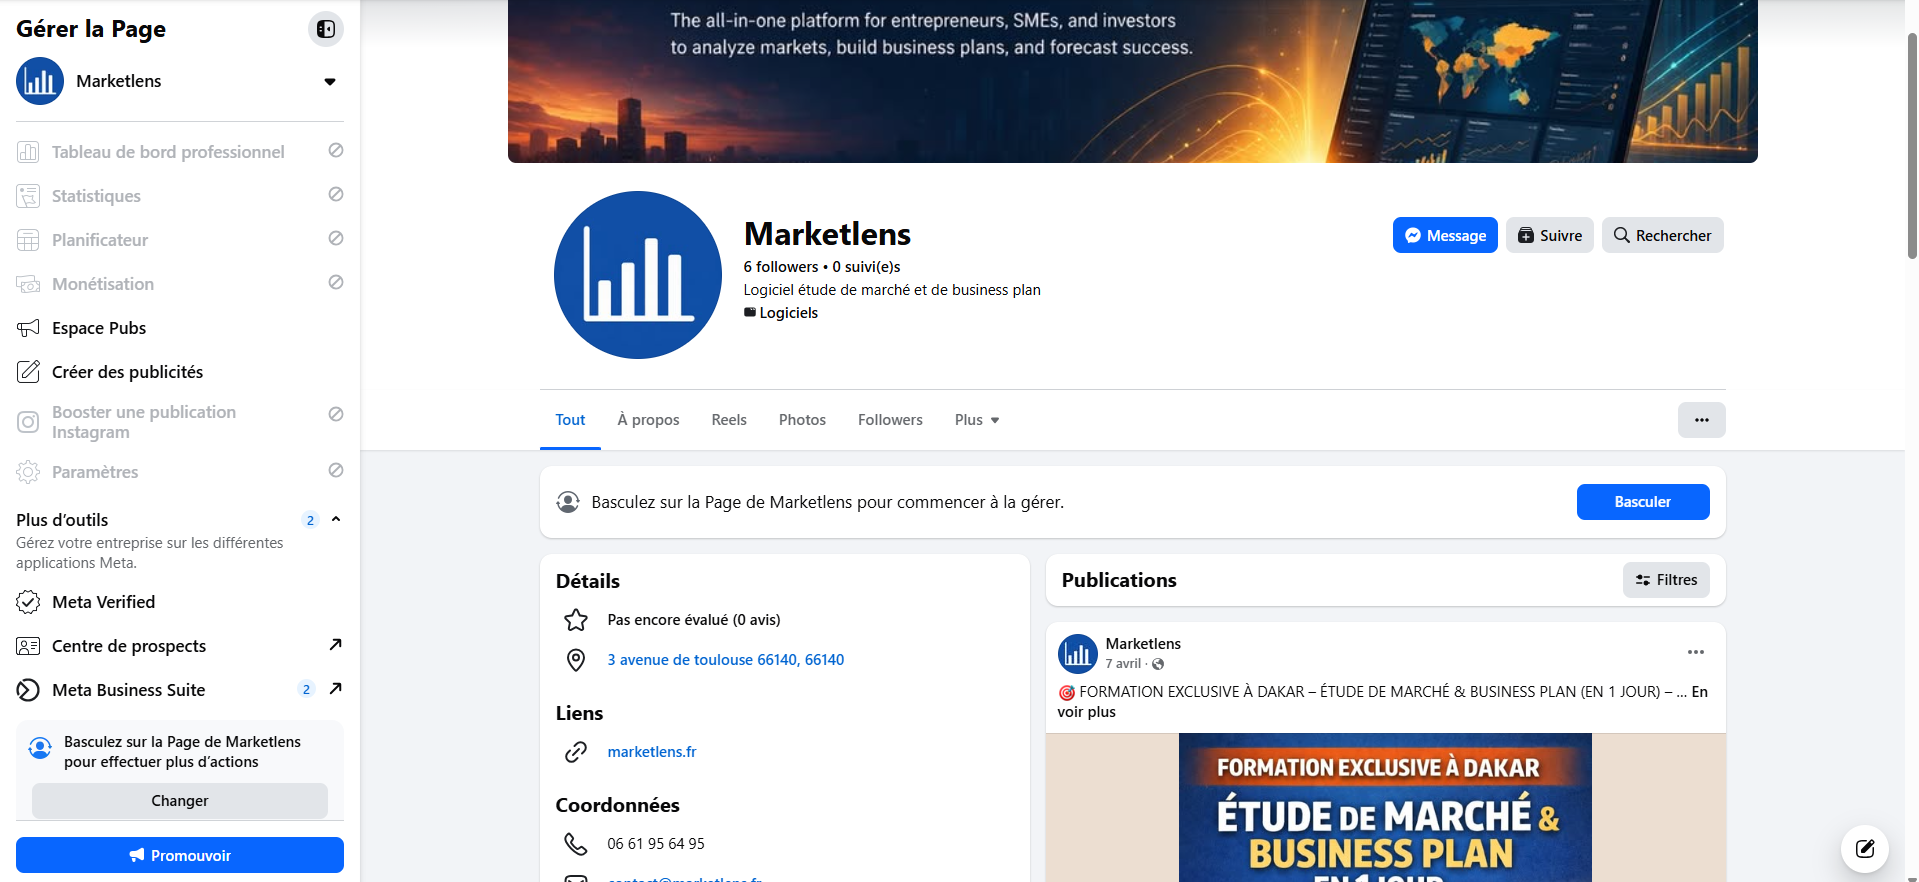 Gérer la Page
Marketlens
Tableau de bord professionnel
Statistiques
Planificateur
Monétisation
Espace Pubs
Créer des publicités
Booster une publication
Instagram
Paramètres
Plus d’outils
2
Gérez votre entreprise sur les différentes
applications Meta.
Meta Verified
Centre de prospects
Meta Business Suite
2
Basculez sur la Page de Marketlens
pour effectuer plus d’actions
Changer
Promouvoir
The all-in-one platform for entrepreneurs, SMEs, and investors
to analyze markets, build business plans, and forecast success.
Marketlens
6 followers • 0 suivi(e)s
Logiciel étude de marché et de business plan
Logiciels
Message
Suivre
Rechercher
Tout
À propos
Reels
Photos
Followers
Plus
Basculez sur la Page de Marketlens pour commencer à la gérer.
Basculer
Détails
Pas encore évalué (0 avis)
3 avenue de toulouse 66140, 66140
Liens
marketlens.fr
Coordonnées
06 61 95 64 95
contact@marketlens.fr
Publications
Filtres
Marketlens
7 avril ·
🎯 FORMATION EXCLUSIVE À DAKAR – ÉTUDE DE MARCHÉ & BUSINESS PLAN (EN 1 JOUR) – ... En
voir plus
FORMATION EXCLUSIVE À DAKAR
ÉTUDE DE MARCHÉ &
BUSINESS PLAN
EN 1 JOUR